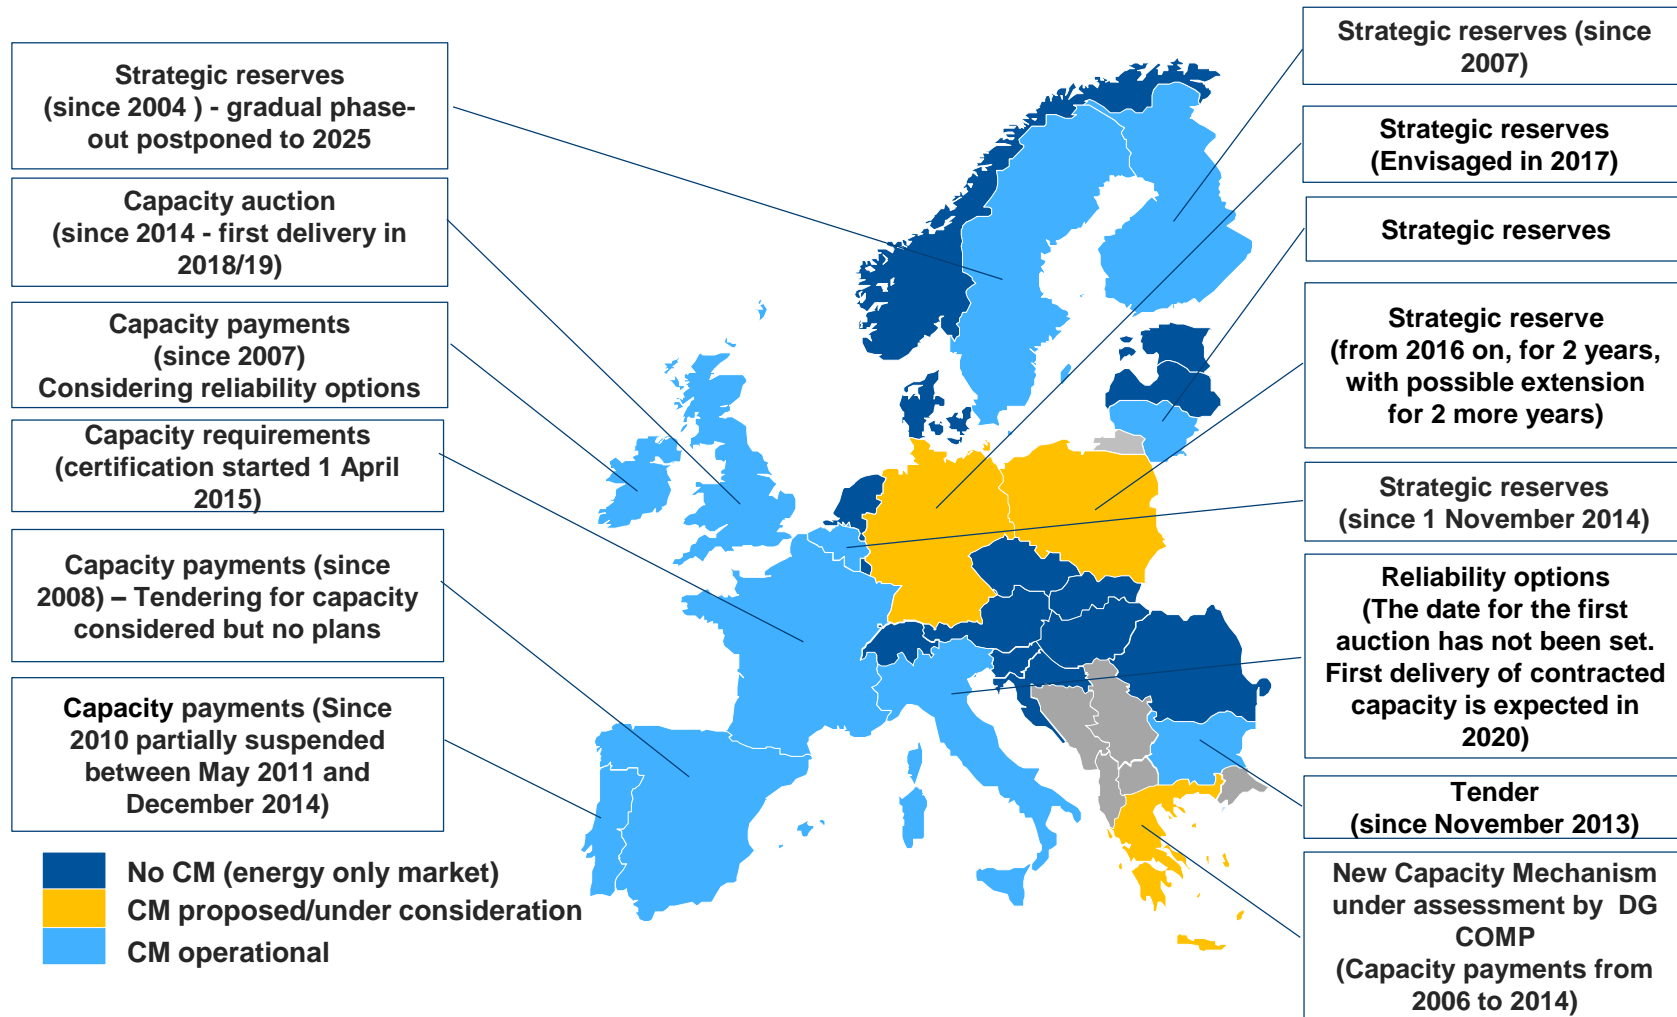 Strategic reserves
(since 2004 ) - gradual phase-
out postponed to 2025
Capacity auction
(since 2014 - first delivery in
2018/19)
Capacity payments
(since 2007)
Considering reliability options
Capacity requirements
(certification started 1 April
2015)
Capacity payments (since
2008) – Tendering for capacity
considered but no plans
Capacity payments (Since
2010 partially suspended
between May 2011 and
December 2014)
No CM (energy only market)
CM proposed/under consideration
CM operational
Strategic reserves (since
2007)
Strategic reserves
(Envisaged in 2017)
Strategic reserves
Strategic reserve
(from 2016 on, for 2 years,
with possible extension
for 2 more years)
Strategic reserves
(since 1 November 2014)
Reliability options
(The date for the first
auction has not been set.
First delivery of contracted
capacity is expected in
2020)
Tender
(since November 2013)
New Capacity Mechanism
under assessment by DG
COMP
(Capacity payments from
2006 to 2014)